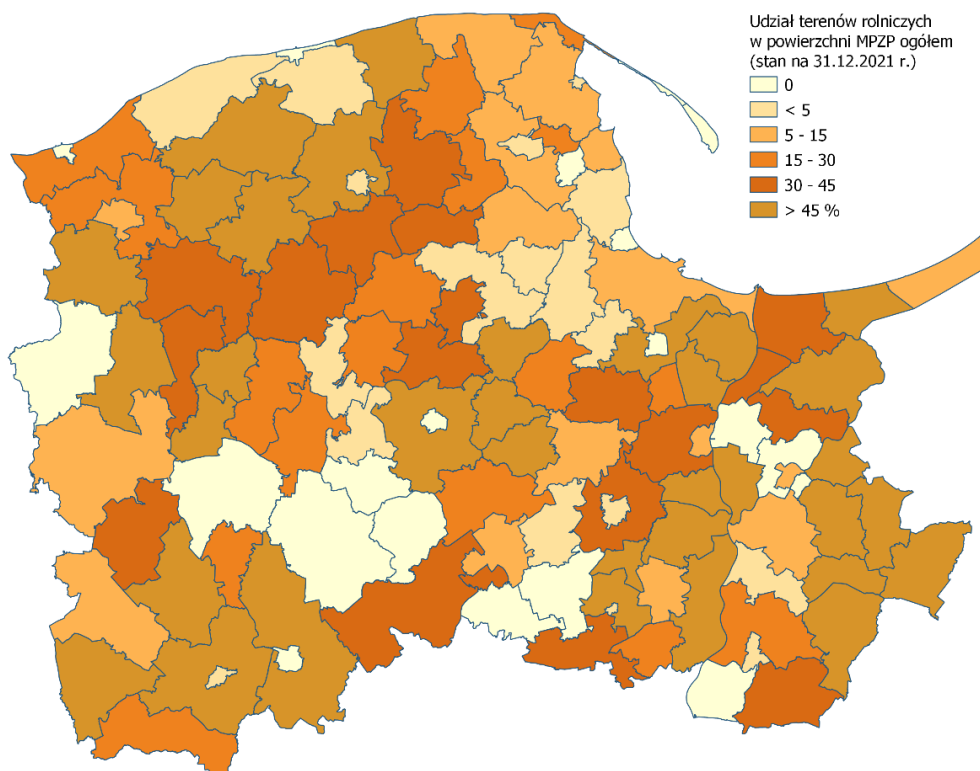 Udział terenów rolniczych
w powierzchni MPZP ogółem
(stan na 31.12.2021 r.)
0
< 5
5 - 15
15 - 30
30 - 45
> 45 %